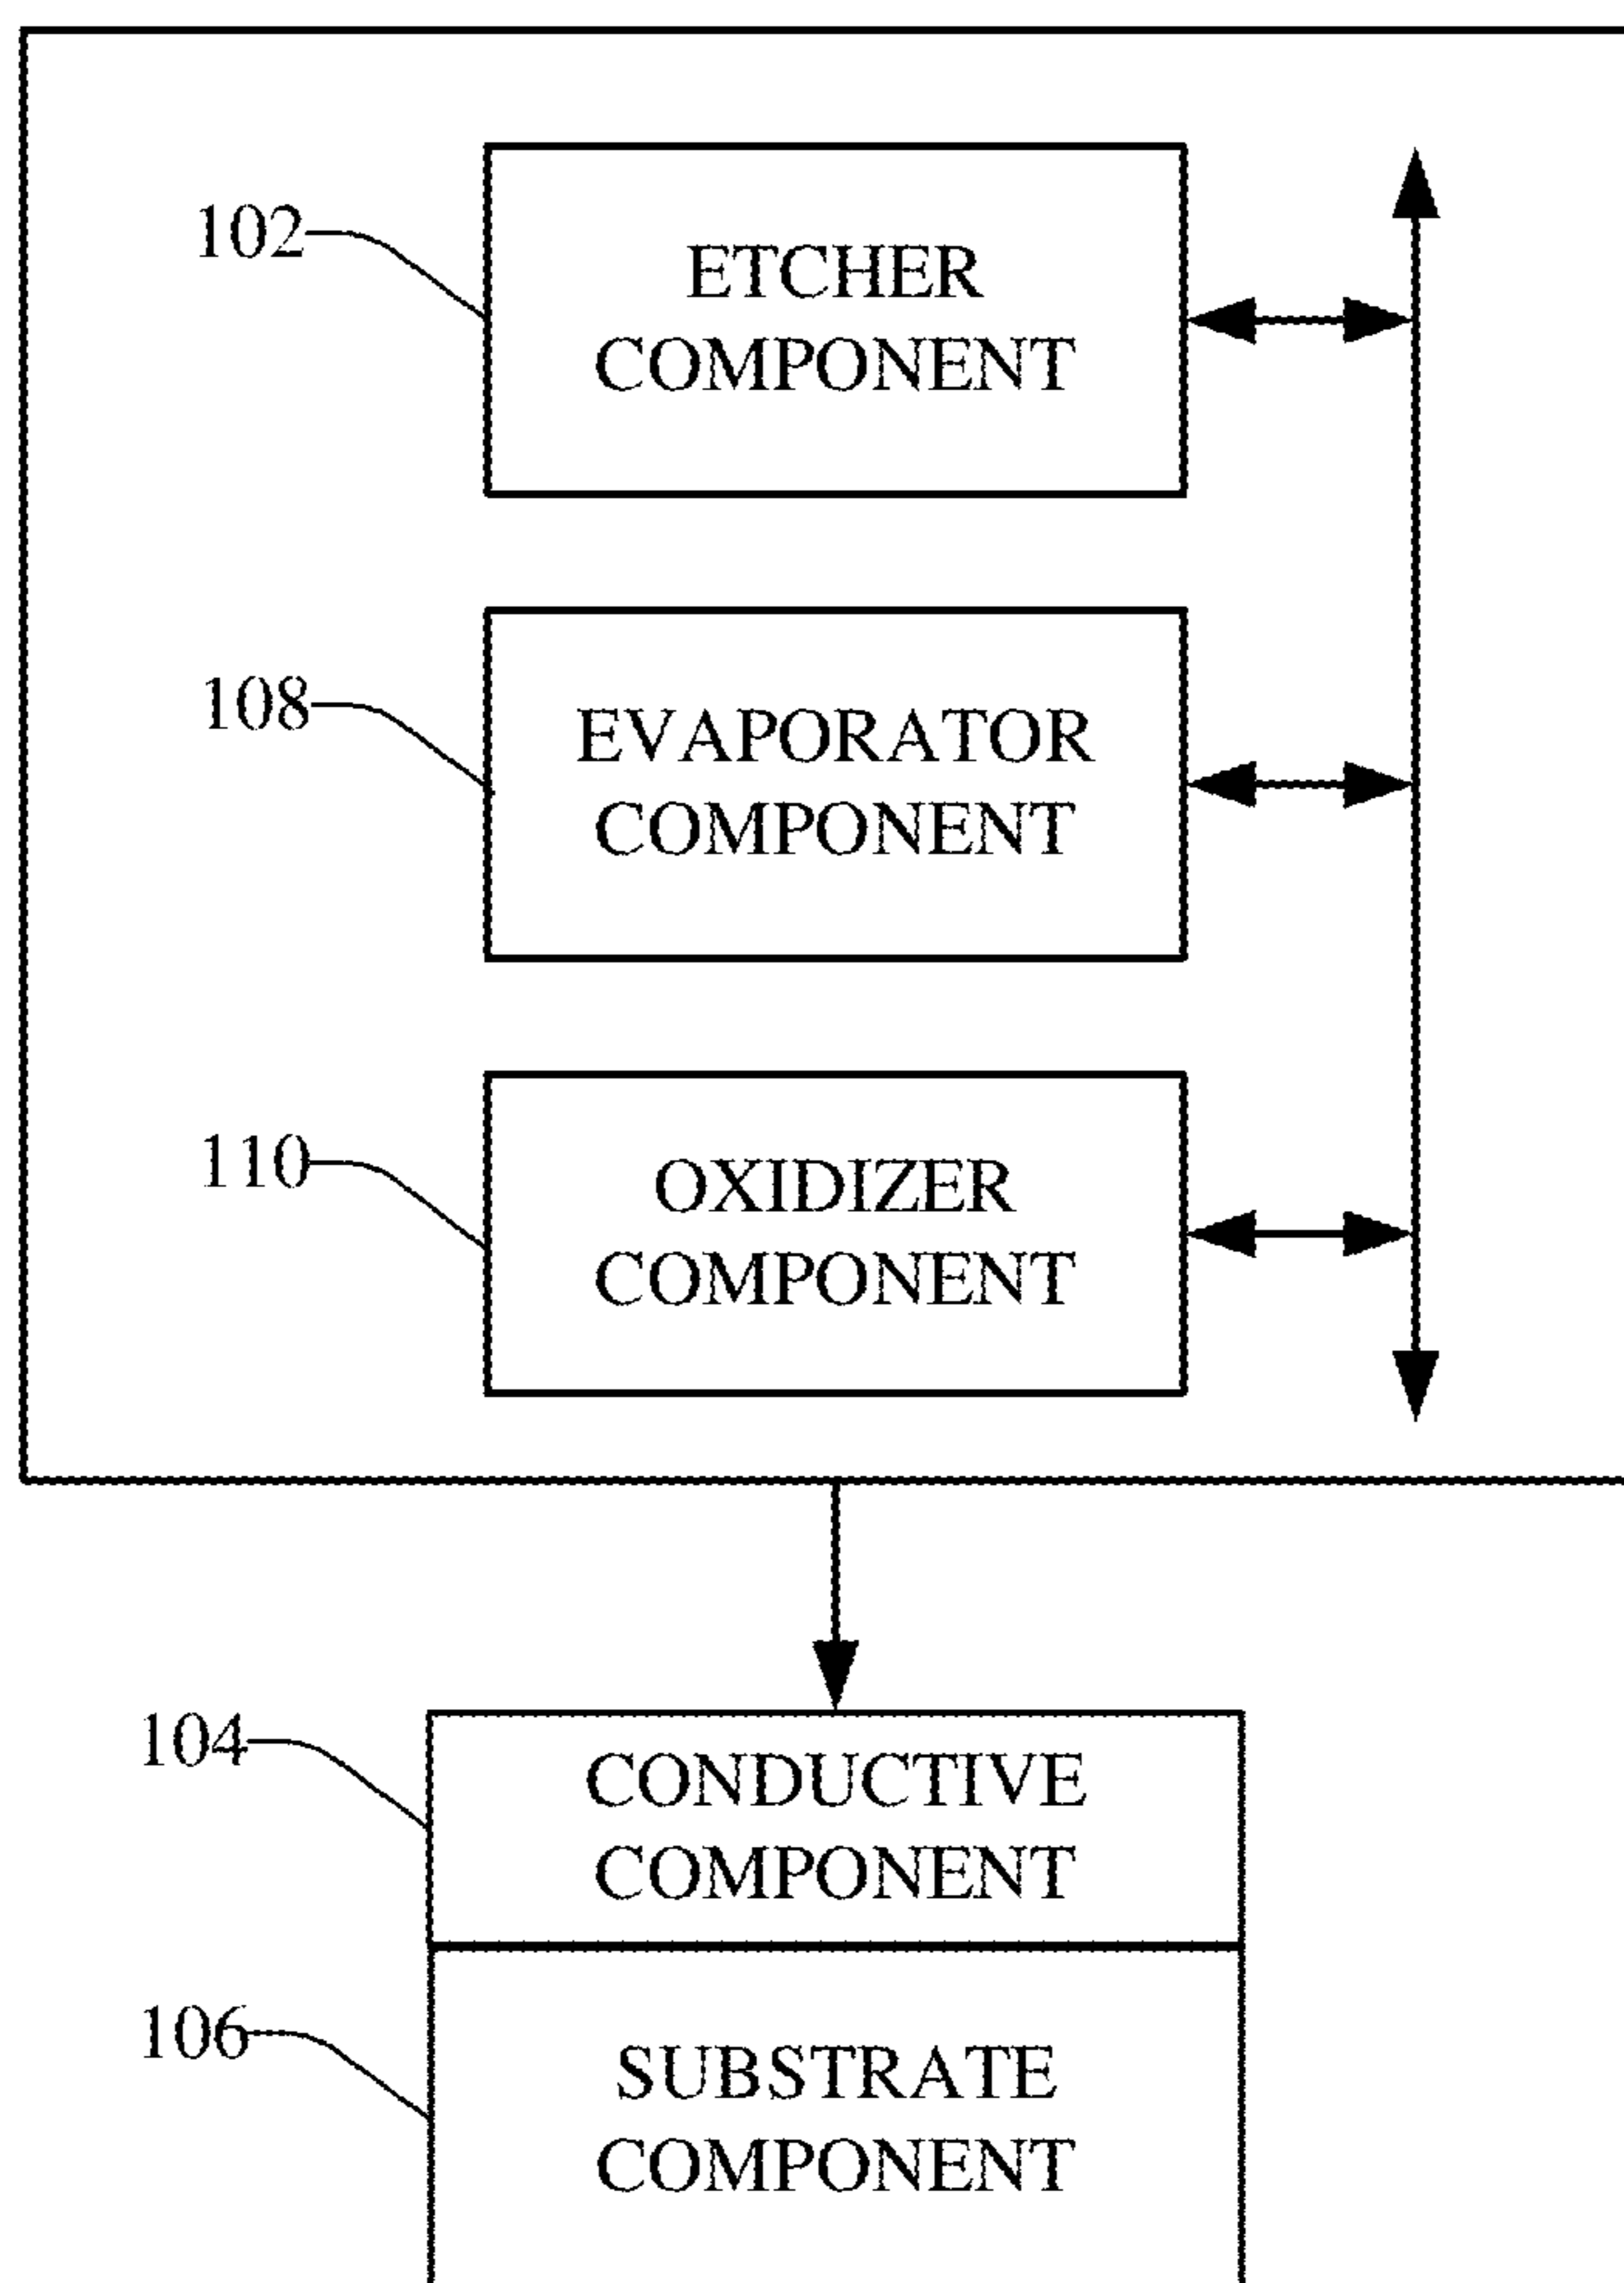 102
ETCHER
COMPONENT
108
EVAPORATOR
COMPONENT
110
OXIDIZER
COMPONENT
104
CONDUCTIVE
COMPONENT
106
SUBSTRATE
COMPONENT